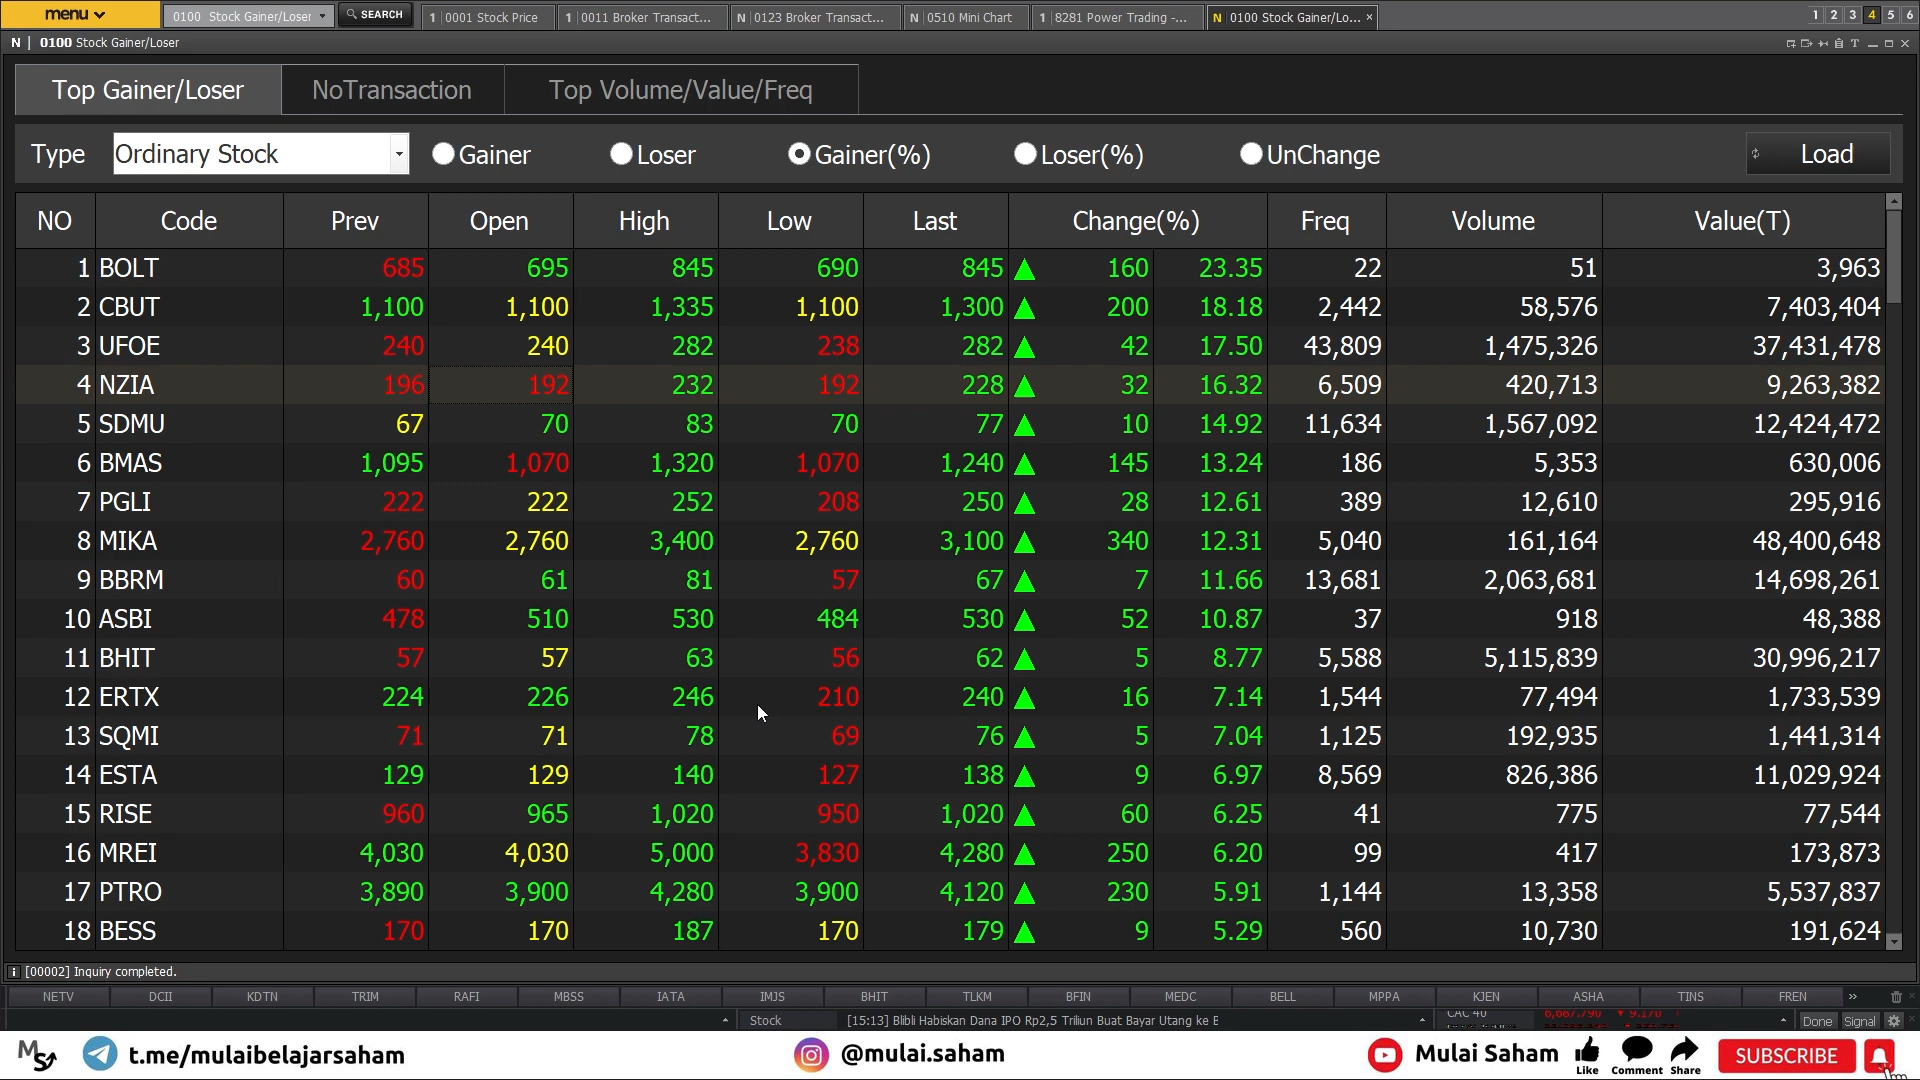 menu 0100 Stock Gainer/Loser SEARCH 1 0001 Stock Price 1 0011 Broker Transact... N 0123 Broker Transact... N 0510 Mini Chart 1 8281 Power Trading -... N 0100 Stock Gainer/Lo... × 1 2 3 4 5 6
N | 0100 Stock Gainer/Loser
Top Gainer/Loser NoTransaction Top Volume/Value/Freq
Type Ordinary Stock Gainer Loser Gainer(%) Loser(%) UnChange Load
NO Code Prev Open High Low Last Change(%) Freq Volume Value(T)
1 BOLT 685 695 845 690 845 ▲ 160 23.35 22 51 3,963
2 CBUT 1,100 1,100 1,335 1,100 1,300 ▲ 200 18.18 2,442 58,576 7,403,404
3 UFOE 240 240 282 238 282 ▲ 42 17.50 43,809 1,475,326 37,431,478
4 NZIA 196 192 232 192 228 ▲ 32 16.32 6,509 420,713 9,263,382
5 SDMU 67 70 83 70 77 ▲ 10 14.92 11,634 1,567,092 12,424,472
6 BMAS 1,095 1,070 1,320 1,070 1,240 ▲ 145 13.24 186 5,353 630,006
7 PGLI 222 222 252 208 250 ▲ 28 12.61 389 12,610 295,916
8 MIKA 2,760 2,760 3,400 2,760 3,100 ▲ 340 12.31 5,040 161,164 48,400,648
9 BBRM 60 61 81 57 67 ▲ 7 11.66 13,681 2,063,681 14,698,261
10 ASBI 478 510 530 484 530 ▲ 52 10.87 37 918 48,388
11 BHIT 57 57 63 56 62 ▲ 5 8.77 5,588 5,115,839 30,996,217
12 ERTX 224 226 246 210 240 ▲ 16 7.14 1,544 77,494 1,733,539
13 SQMI 71 71 78 69 76 ▲ 5 7.04 1,125 192,935 1,441,314
14 ESTA 129 129 140 127 138 ▲ 9 6.97 8,569 826,386 11,029,924
15 RISE 960 965 1,020 950 1,020 ▲ 60 6.25 41 775 77,544
16 MREI 4,030 4,030 5,000 3,830 4,280 ▲ 250 6.20 99 417 173,873
17 PTRO 3,890 3,900 4,280 3,900 4,120 ▲ 230 5.91 1,144 13,358 5,537,837
18 BESS 170 170 187 170 179 ▲ 9 5.29 560 10,730 191,624
[00002] Inquiry completed.
NETV DCII KDTN TRIM RAFI MBSS IATA IMJS BHIT TLKM BFIN MEDC BELL MPPA KJEN ASHA TINS FREN »
Stock [15:13] Blibli Habiskan Dana IPO Rp2,5 Triliun Buat Bayar Utang ke B CAC 40 6,687.790 ▼ 9.170 Done Signal
MS t.me/mulaibelajarsaham @mulai.saham Mulai Saham Like Comment Share SUBSCRIBE